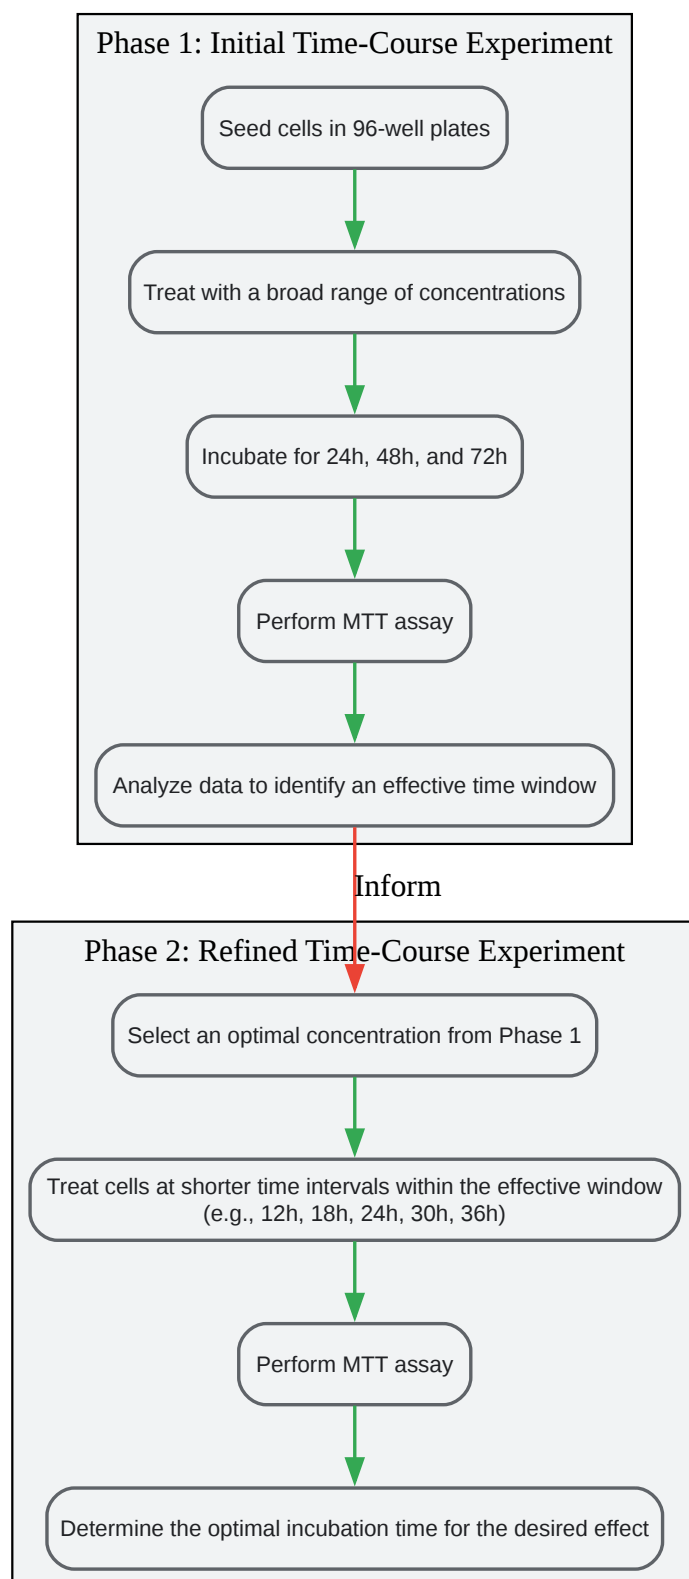 Phase 1: Initial Time-Course Experiment
Seed cells in 96-well plates
Treat with a broad range of concentrations
Incubate for 24h, 48h, and 72h
Perform MTT assay
Analyze data to identify an effective time window
Inform
Phase 2: Refined Time-Course Experiment
Select an optimal concentration from Phase 1
Treat cells at shorter time intervals within the effective window
(e.g., 12h, 18h, 24h, 30h, 36h)
Perform MTT assay
Determine the optimal incubation time for the desired effect